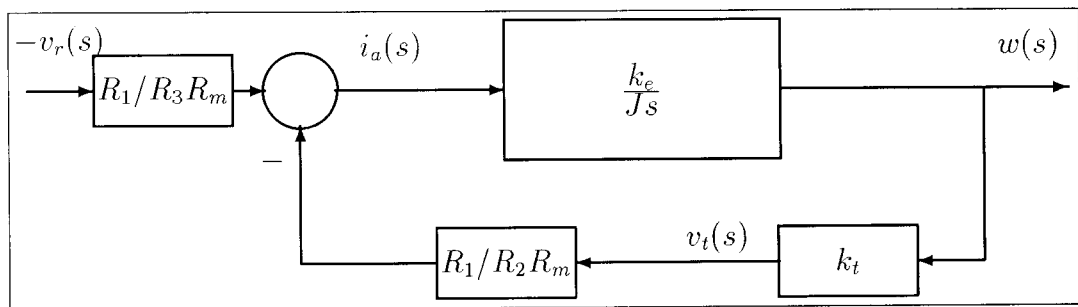 −v_r(s)
i_a(s)
w(s)
R_1/R_3R_m
k_e
Js
−
R_1/R_2R_m
v_t(s)
k_t